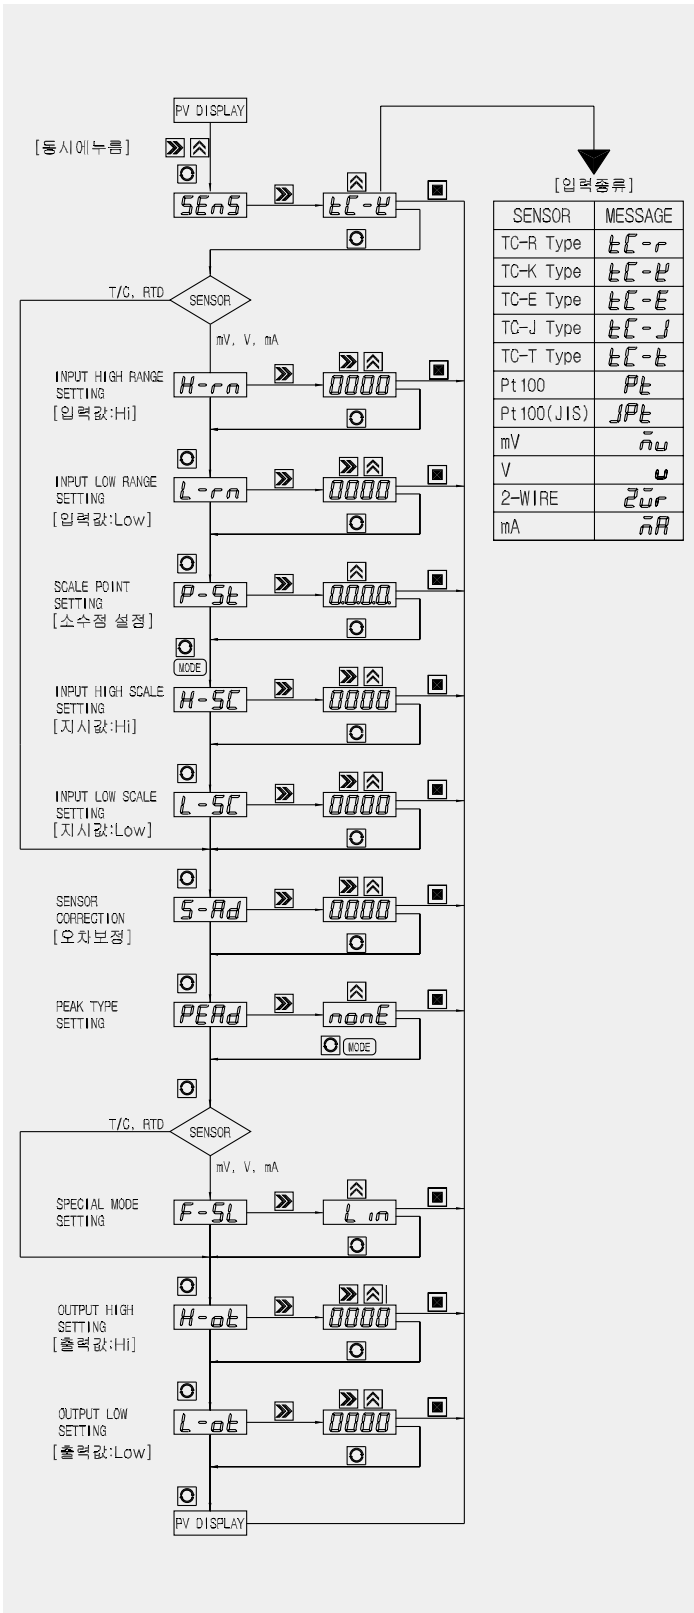 PV DISPLAY
[동시에누름]
SEnS
tC-K
[입력종류]
SENSOR MESSAGE
TC-R Type tC-r
TC-K Type tC-K
TC-E Type tC-E
TC-J Type tC-J
TC-T Type tC-t
Pt100 Pt
Pt100(JIS) JPt
mV
V
2-WIRE
mA
T/C, RTD
SENSOR
mV, V, mA
INPUT HIGH RANGE
SETTING
[입력값:Hi]
H-rn
0000
INPUT LOW RANGE
SETTING
[입력값:Low]
L-rn
0000
SCALE POINT
SETTING
[소수점 설정]
P-St
0.0.0.0.
MODE
INPUT HIGH SCALE
SETTING
[지시값:Hi]
H-SC
0000
INPUT LOW SCALE
SETTING
[지시값:Low]
L-SC
0000
SENSOR
CORRECTION
[오차보정]
S-Ad
0000
PEAK TYPE
SETTING
PEAd
nonE
MODE
T/C, RTD
SENSOR
mV, V, mA
SPECIAL MODE
SETTING
F-SL
Lin
OUTPUT HIGH
SETTING
[출력값:Hi]
H-ot
0000
OUTPUT LOW
SETTING
[출력값:Low]
L-ot
0000
PV DISPLAY